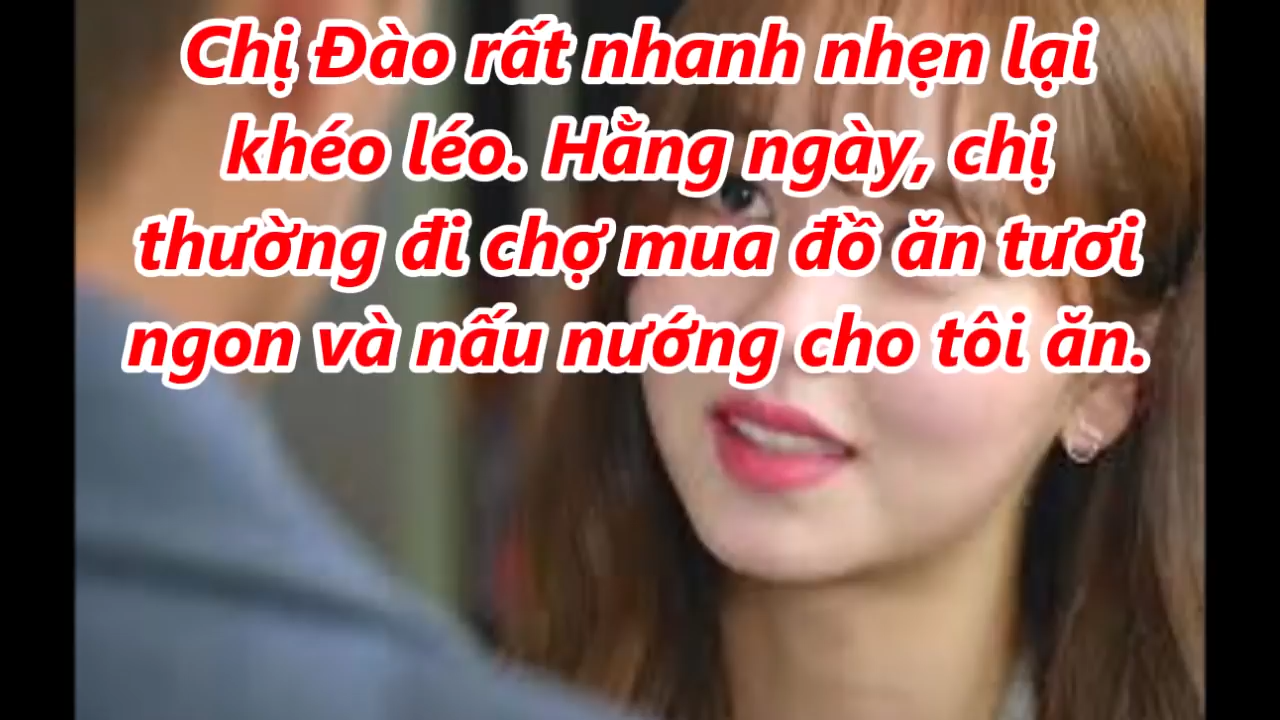 Chị Đào rất nhanh nhẹn lại
khéo léo. Hằng ngày, chị
thường đi chợ mua đồ ăn tươi
ngon và nấu nướng cho tôi ăn.